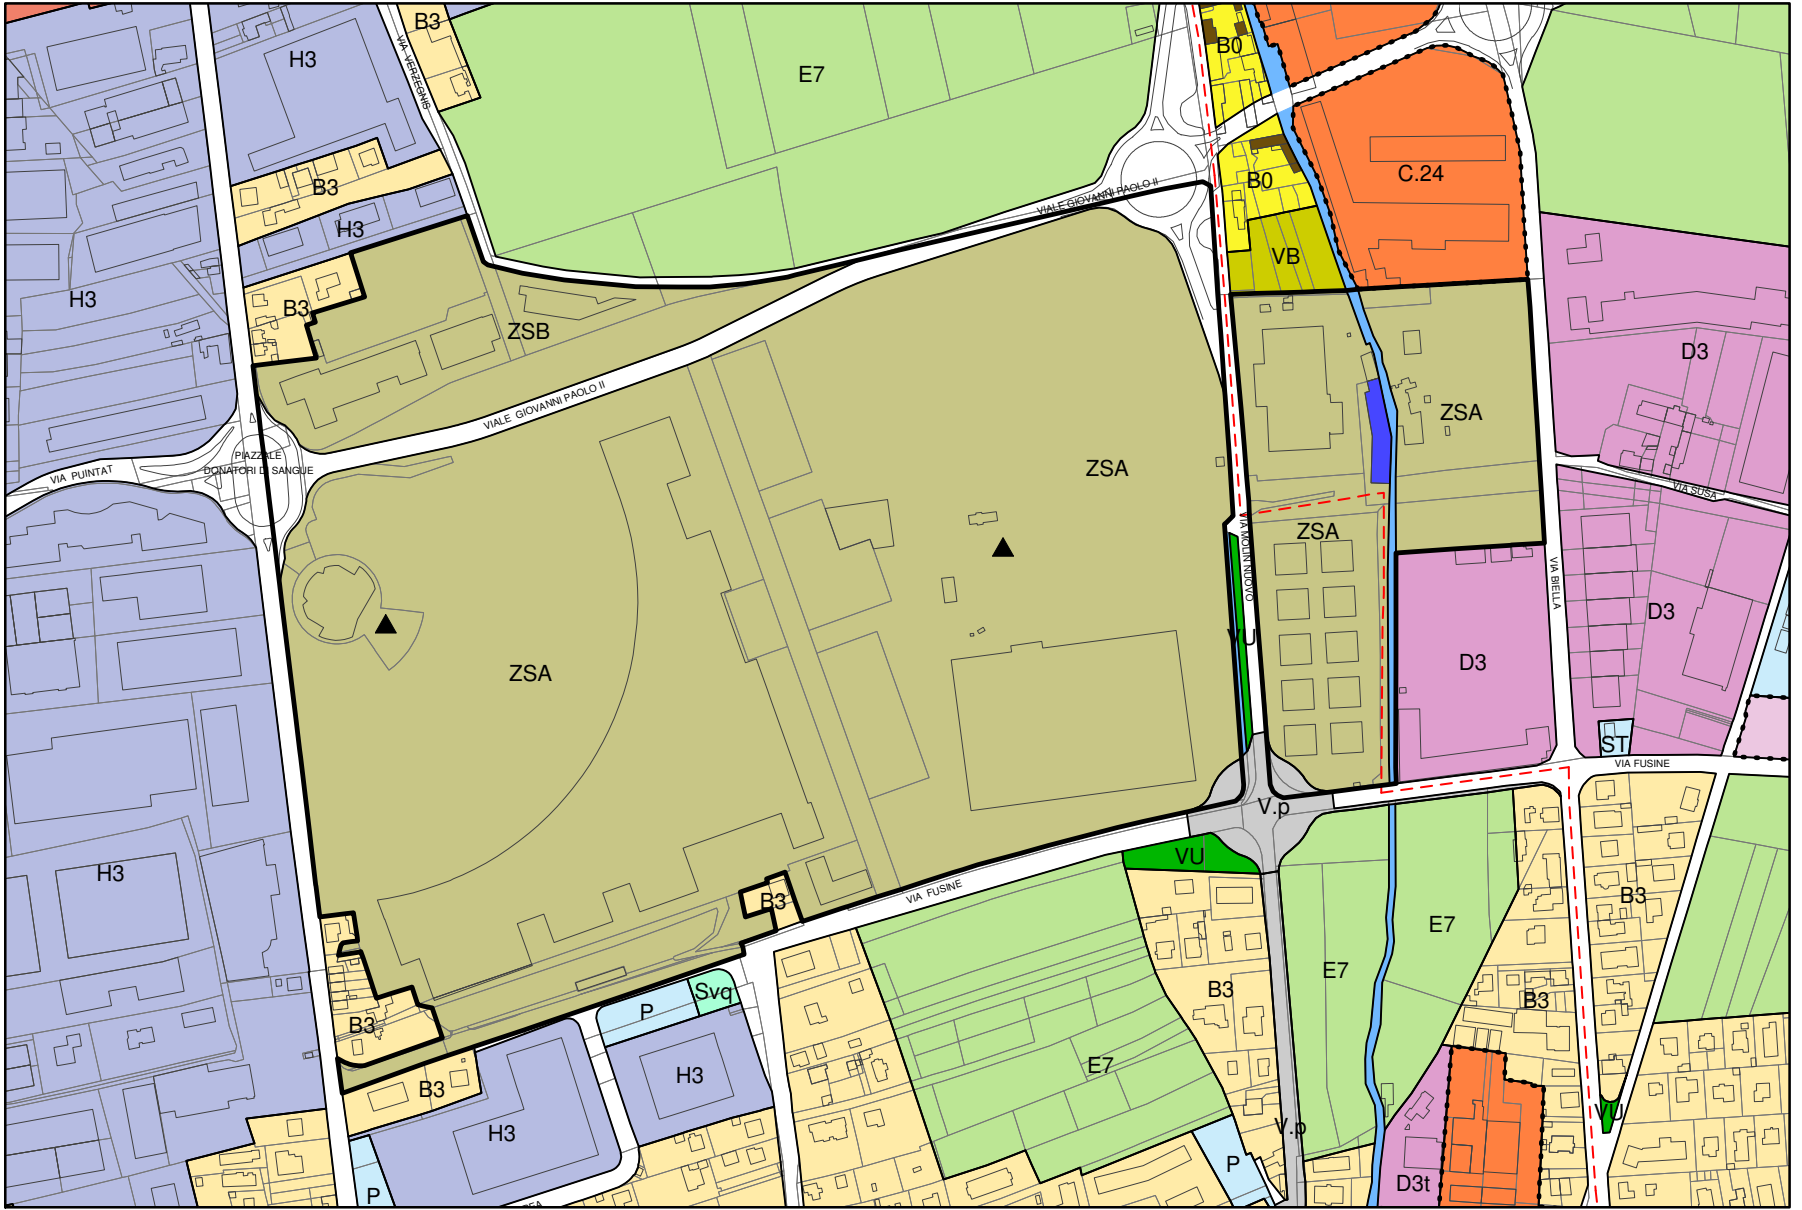 B3
B0
H3
E7
VIA VERZEGNIS
C.24
B3
B0
VIALE GIOVANNI PAOLO II
H3
VB
H3
B3
ZSB
D3
VIALE GIOVANNI PAOLO II
ZSA
PIAZZALE
DONATORI DI SANGUE
VIA PUINTAT
ZSA
VIA SUSA
ZSA
VIA MOLIN NUOVO
VIA BIELLA
D3
VU
D3
ZSA
ST
VIA FUSINE
V.p
VU
H3
B3
VIA FUSINE
B3
E7
E7
B3
Svq
P
B3
B3
E7
H3
B3
H3
V.p
VU
P
D3t
P